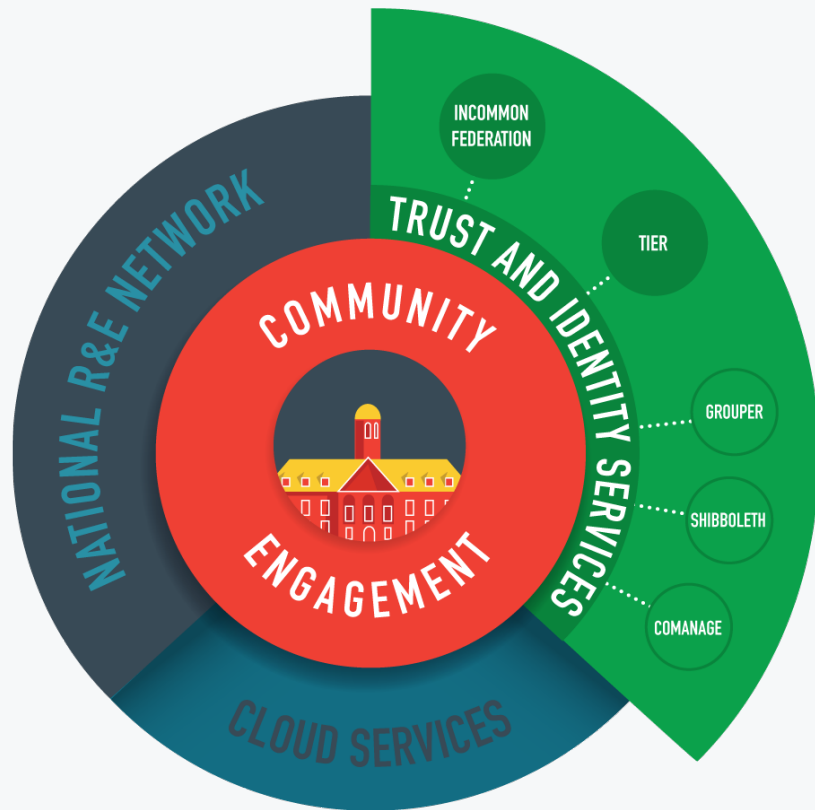 INCOMMON
FEDERATION
TIER
TRUST AND IDENTITY SERVICES
GROUPER
SHIBBOLETH
COMANAGE
NATIONAL R&E NETWORK
COMMUNITY
ENGAGEMENT
CLOUD SERVICES